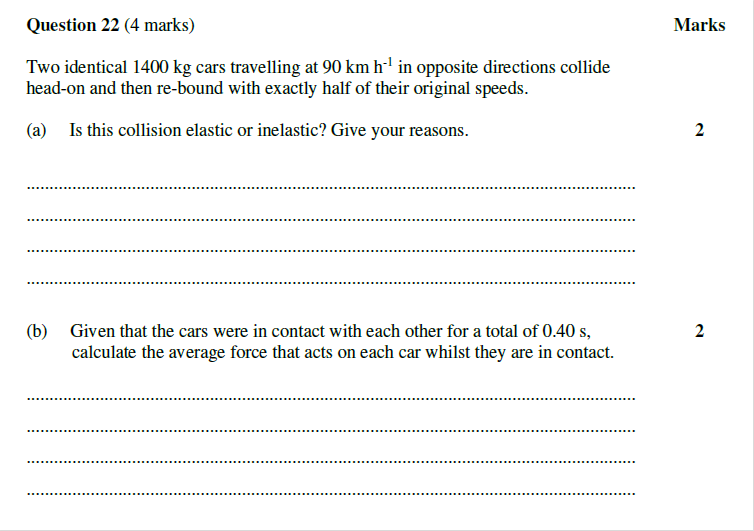 Question 22 (4 marks) Marks
Two identical 1400 kg cars travelling at 90 km h⁻¹ in opposite directions collide
head-on and then re-bound with exactly half of their original speeds.
(a) Is this collision elastic or inelastic? Give your reasons. 2
(b) Given that the cars were in contact with each other for a total of 0.40 s, 2
calculate the average force that acts on each car whilst they are in contact.